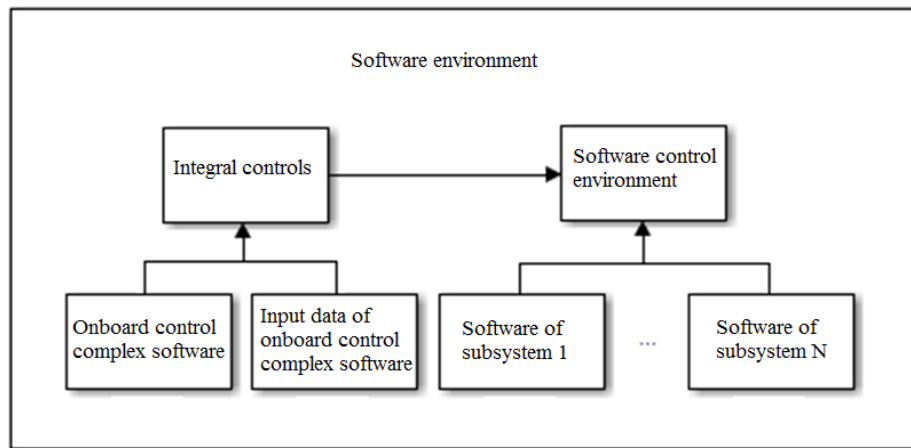 Software environment
Integral controls
Software control
environment
Onboard control
complex software
Input data of
onboard control
complex software
Software of
subsystem 1
...
Software of
subsystem N